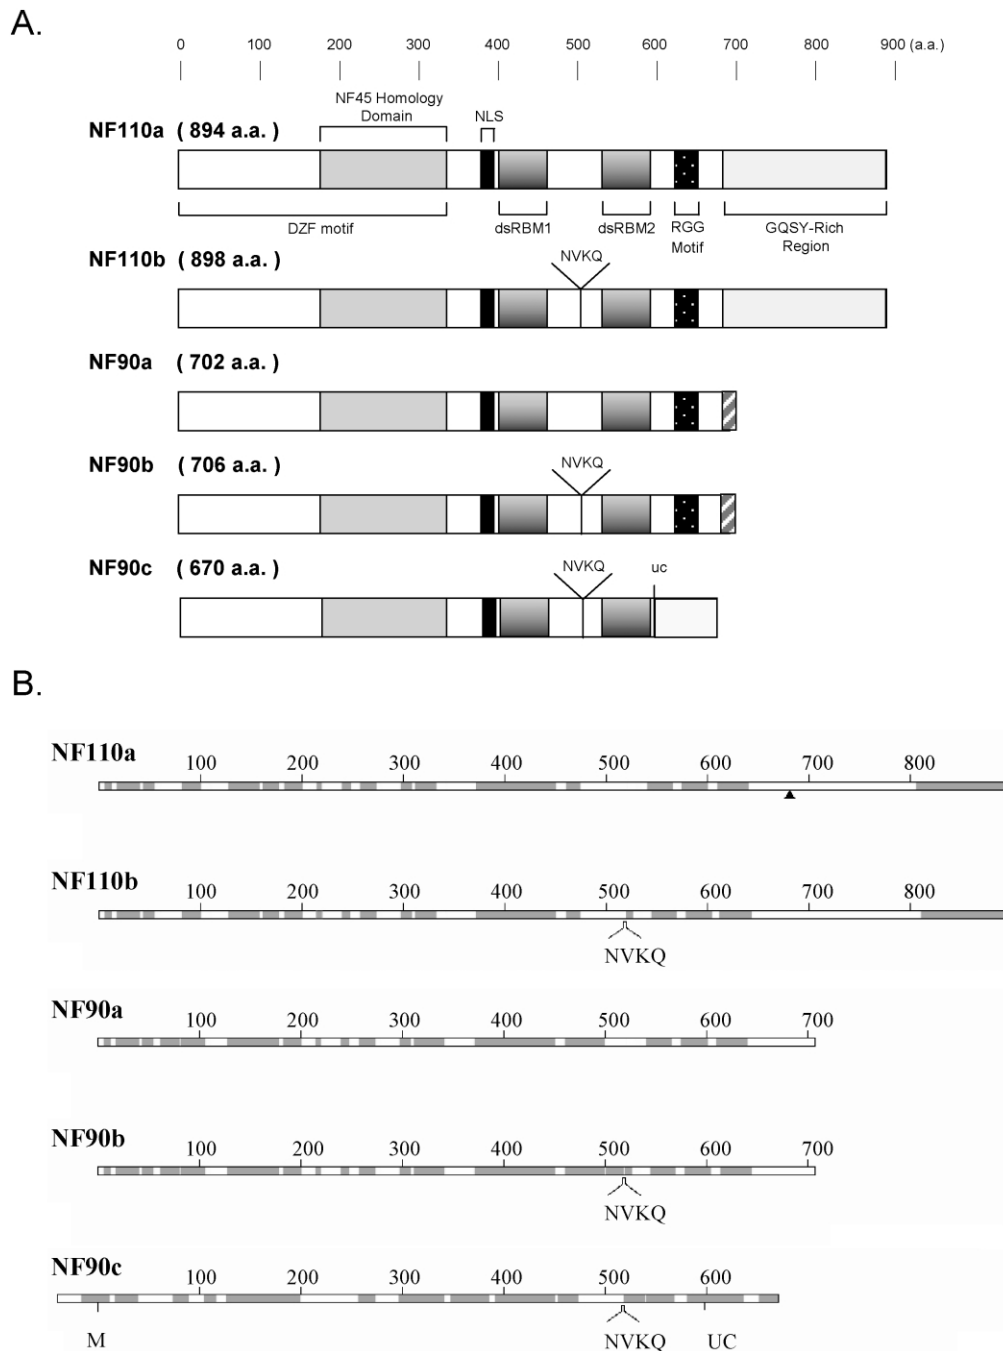 A.
0 100 200 300 400 500 600 700 800 900 (a.a.)
NF45 Homology
Domain
NLS
NF110a ( 894 a.a. )
DZF motif
dsRBM1
dsRBM2
RGG
Motif
GQSY-Rich
Region
NF110b ( 898 a.a. )
NVKQ
NF90a ( 702 a.a. )
NF90b ( 706 a.a. )
NVKQ
NF90c ( 670 a.a. )
NVKQ
uc
B.
NF110a
100 200 300 400 500 600 700 800
NF110b
100 200 300 400 500 600 700 800
NVKQ
NF90a
100 200 300 400 500 600 700
NF90b
100 200 300 400 500 600 700
NVKQ
NF90c
100 200 300 400 500 600
M
NVKQ
UC